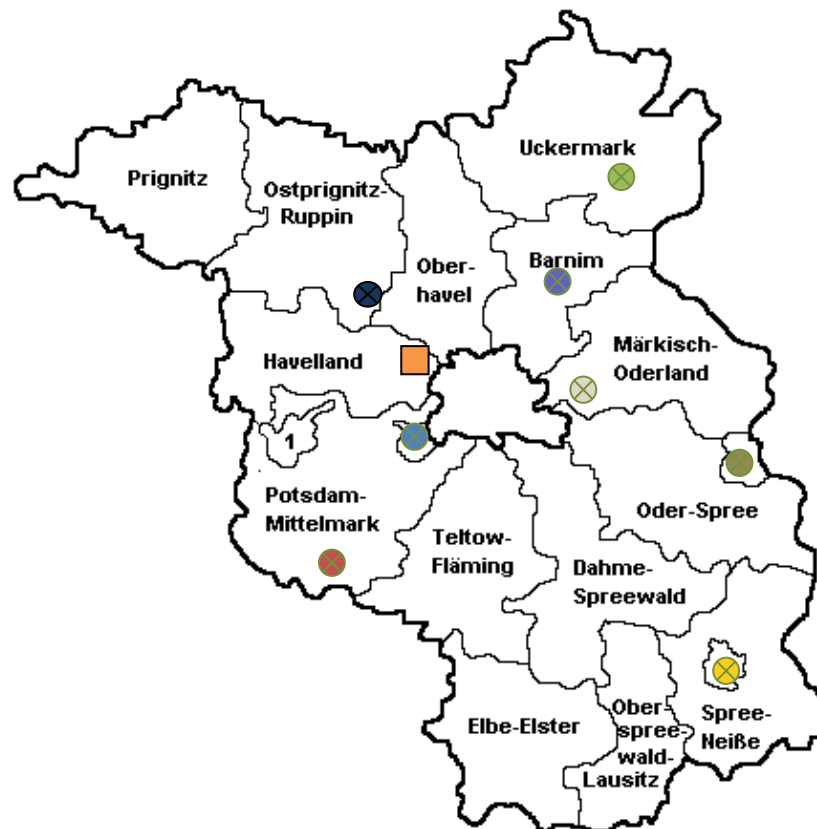 Uckermark
Prignitz
Ostprignitz-
Ruppin
Barnim
Ober-
havel
Märkisch-
Oderland
Havelland
1
Potsdam-
Mittelmark
Oder-Spree
Teltow-
Fläming
Dahme-
Spreewald
Elbe-Elster
Ober-
spree-
wald-
Lausitz
Spree-
Neiße